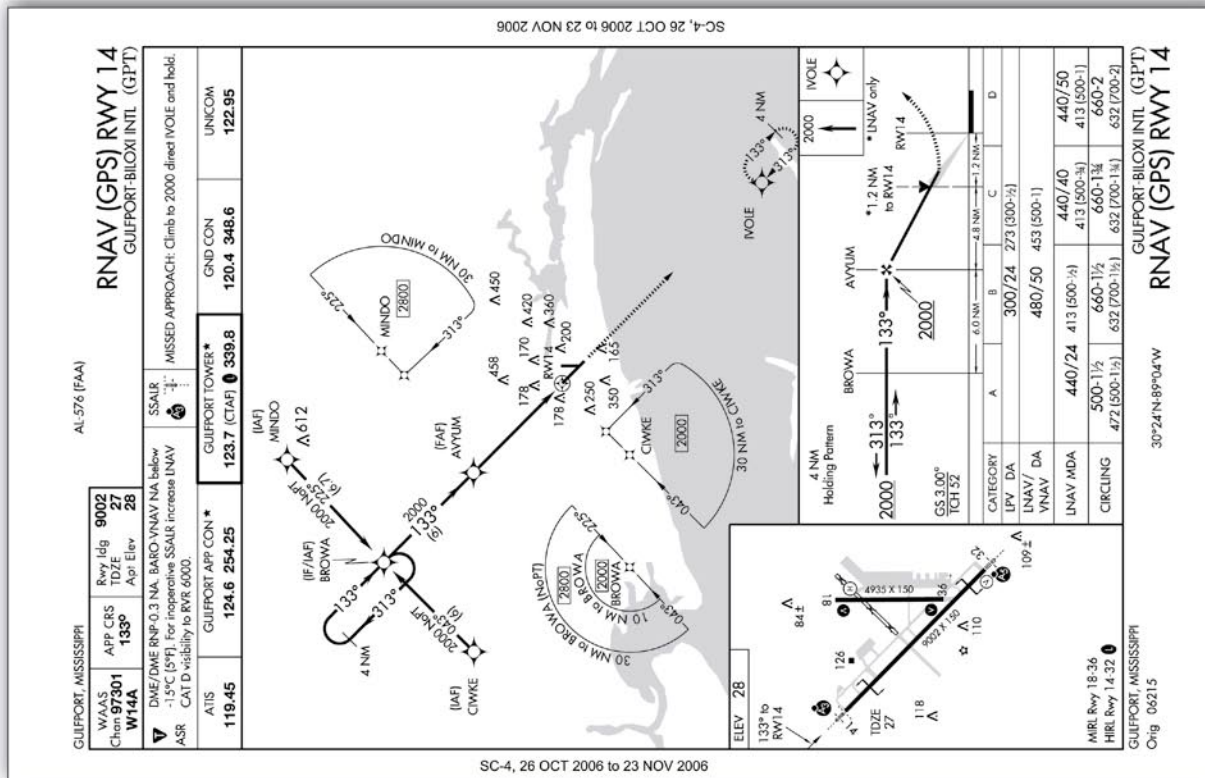 SC-4, 26 OCT 2006 to 23 NOV 2006
AL-576 (FAA)
GULFPORT, MISSISSIPPI
WAAS
Chan 97301
W14A
APP CRS
133°
Rwy ldg 9002
TDZE 27
Apt Elev 28
RNAV (GPS) RWY 14
GULFPORT-BILOXI INTL (GPT)
▼
ASR
DME/DME RNP-0.3 NA. BARO-VNAV NA below
-15°C (5°F). For inoperative SSALR increase LNAV
CAT D visibility to RVR 6000.
SSALR
A5
MISSED APPROACH: Climb to 2000 direct IVOLE and hold.
ATIS
119.45
GULFPORT APP CON ★
124.6 254.25
GULFPORT TOWER★
123.7 (CTAF) L 339.8
GND CON
120.4 348.6
UNICOM
122.95
(IAF)
MINDO
Λ612
2000 NoPT
225°
(6.7)
(IF/IAF)
BROWA
133°
313°
4 NM
2000
133°
(6)
2000 NoPT
043°
(6)
(IAF)
CIWKE
(FAF)
AVYUM
225°
MINDO
2800
313°
30 NM to MINDO
458
178
170
420
450
RW14
360
178
200
250
350
165
30 NM to BROWA (NoPT)
2800
10 NM to BROWA
2000
BROWA
225°
043°
313°
CIWKE
2000
043°
30 NM to CIWKE
IVOLE
133°
313°
4 NM
ELEV 28
133° to
RW14
A5
14
TDZE
27
118
126
84±
18
4935 X 150
H
A
V
36
9002 X 150
110
V
32
A5
109±
MIRL Rwy 18-36
HIRL Rwy 14-32 L
4 NM
Holding Pattern
BROWA
AVYUM
2000
313°
133°
133°
2000
GS 3.00°
TCH 52
*1.2 NM
to RW14
RW14
2000
IVOLE
*LNAV only
6.0 NM
4.8 NM
1.2 NM
CATEGORY A B C D
LPV DA 300/24 273 (300-½)
LNAV/
VNAV DA 480/50 453 (500-1)
LNAV MDA 440/24 413 (500-½) 440/40 413 (500-¾) 440/50 413 (500-1)
CIRCLING 500-1½ 472 (500-1½) 660-1½ 632 (700-1½) 660-1¾ 632 (700-1¾) 660-2 632 (700-2)
GULFPORT, MISSISSIPPI
Orig 06215
30°24'N-89°04'W
GULFPORT-BILOXI INTL (GPT)
RNAV (GPS) RWY 14
SC-4, 26 OCT 2006 to 23 NOV 2006